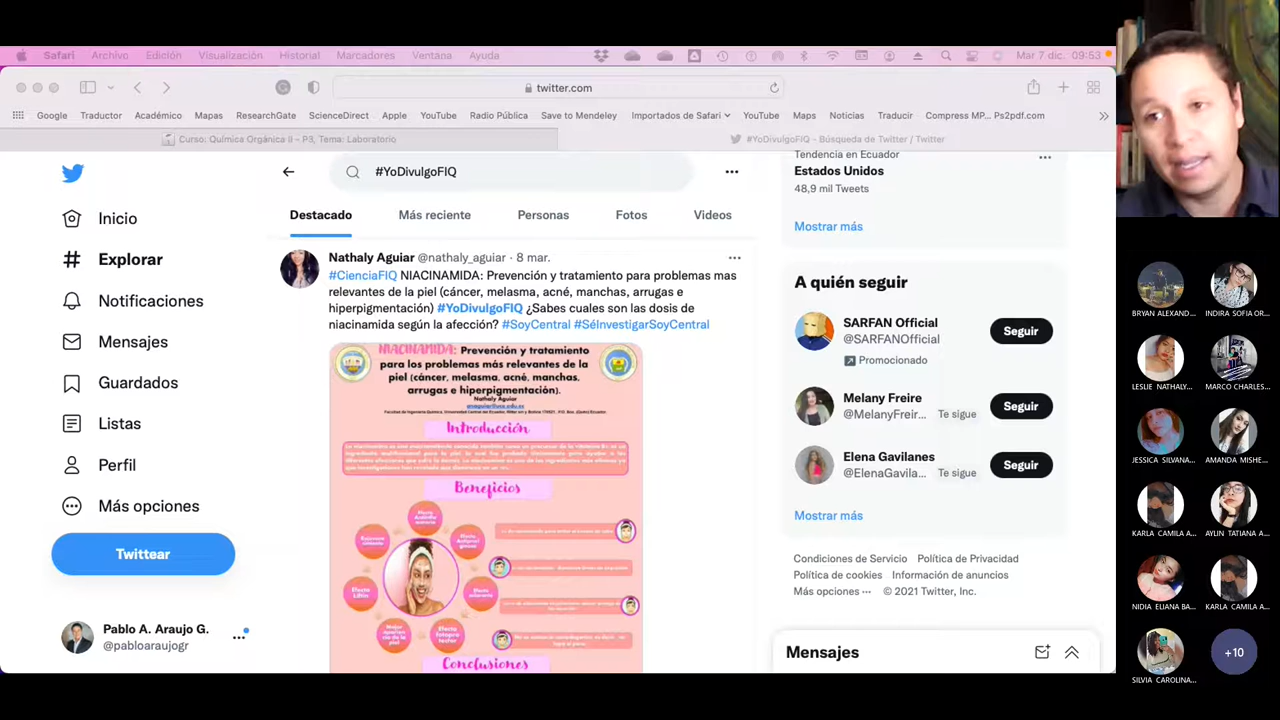 Safari Archivo Edición Visualización Historial Marcadores Ventana Ayuda
Mar 7 dic. 09:53
twitter.com
Google Traductor Académico Mapas ResearchGate ScienceDirect Apple YouTube Radio Pública Save to Mendeley Importados de Safari YouTube Maps Noticias Traducir Compress MP... Ps2pdf.com
Curso: Química Orgánica II – P3, Tema: Laboratorio
#YoDivulgoFIQ - Búsqueda de Twitter / Twitter
Inicio
Explorar
Notificaciones
Mensajes
Guardados
Listas
Perfil
Más opciones
Twittear
Pablo A. Araujo G.
@pabloaraujogr
#YoDivulgoFIQ
Destacado Más reciente Personas Fotos Videos
Nathaly Aguiar @nathaly_aguiar · 8 mar.
#CienciaFIQ NIACINAMIDA: Prevención y tratamiento para problemas mas
relevantes de la piel (cáncer, melasma, acné, manchas, arrugas e
hiperpigmentación) #YoDivulgoFIQ ¿Sabes cuales son las dosis de
niacinamida según la afección? #SoyCentral #SéInvestigarSoyCentral
NIACINAMIDA: Prevención y tratamiento
para los problemas más relevantes de la
piel (cáncer, melasma, acné, manchas,
arrugas e hiperpigmentación).
Nathaly Aguiar
Introducción
Beneficios
Conclusiones
Tendencia en Ecuador
Estados Unidos
48,9 mil Tweets
Mostrar más
A quién seguir
SARFAN Official
@SARFANOfficial
Promocionado
Seguir
Melany Freire
@MelanyFreir... Te sigue
Seguir
Elena Gavilanes
@ElenaGavila... Te sigue
Seguir
Mostrar más
Condiciones de Servicio Política de Privacidad
Política de cookies Información de anuncios
Más opciones ··· © 2021 Twitter, Inc.
Mensajes
BRYAN ALEXAND... INDIRA SOFIA OR...
LESLIE NATHALY... MARCO CHARLES...
JESSICA SILVANA... AMANDA MISHE...
KARLA CAMILA A... AYLIN TATIANA A...
NIDIA ELIANA BA... KARLA CAMILA A...
SILVIA CAROLINA... +10